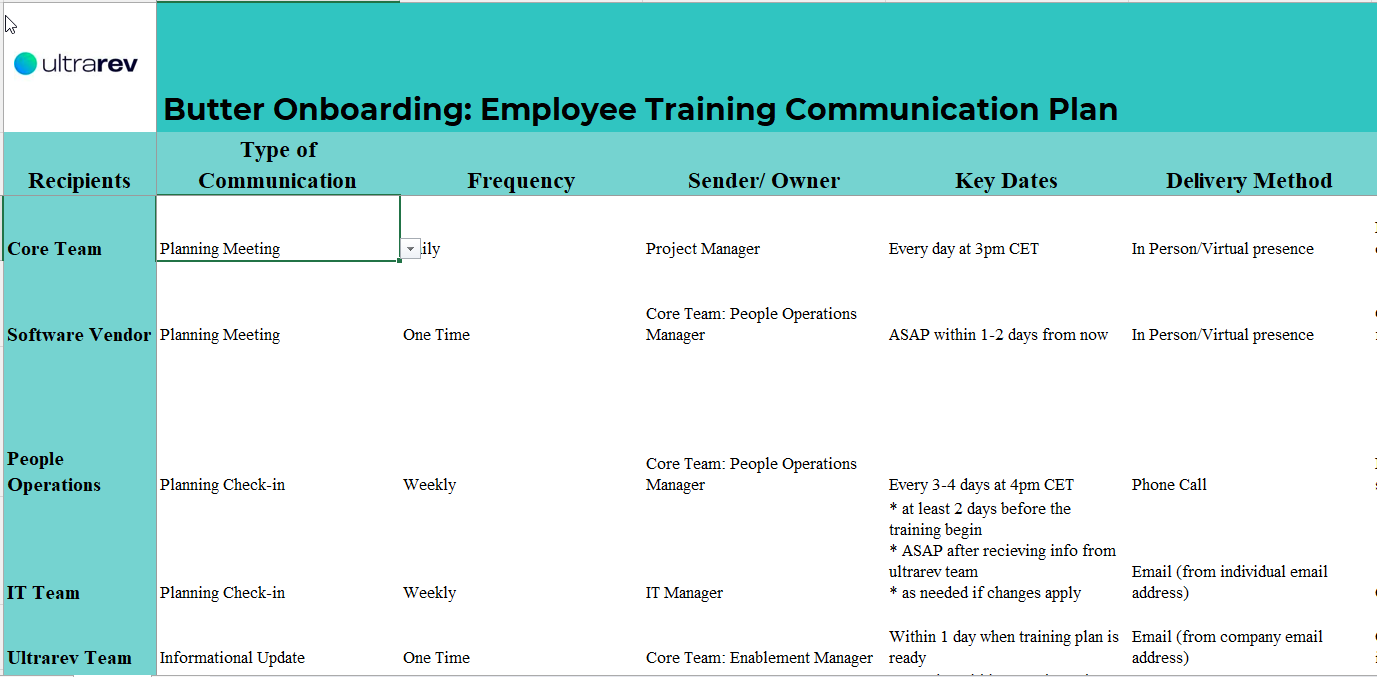 ultrarev
Butter Onboarding: Employee Training Communication Plan
Recipients
Type of
Communication
Frequency
Sender/ Owner
Key Dates
Delivery Method
Core Team
Planning Meeting
ily
Project Manager
Every day at 3pm CET
In Person/Virtual presence
Software Vendor
Planning Meeting
One Time
Core Team: People Operations
Manager
ASAP within 1-2 days from now
In Person/Virtual presence
People
Operations
Planning Check-in
Weekly
Core Team: People Operations
Manager
Every 3-4 days at 4pm CET
Phone Call
IT Team
Planning Check-in
Weekly
IT Manager
* at least 2 days before the
training begin
* ASAP after recieving info from
ultrarev team
* as needed if changes apply
Email (from individual email
address)
Ultrarev Team
Informational Update
One Time
Core Team: Enablement Manager
Within 1 day when training plan is
ready
Email (from company email
address)